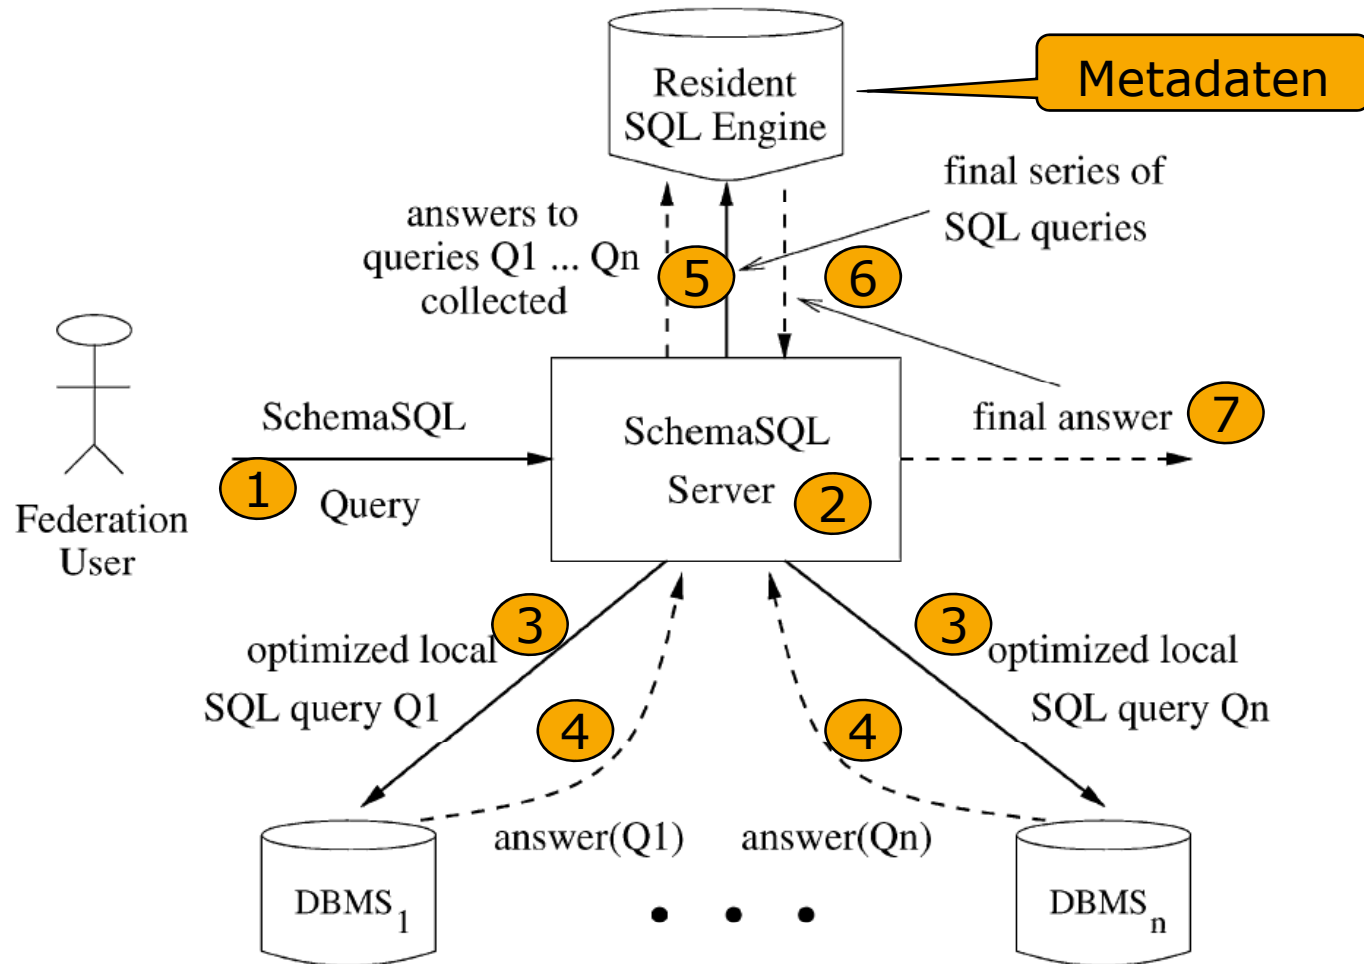 Resident
SQL Engine
Metadaten
final series of
SQL queries
answers to
queries Q1 ... Qn
collected
5
6
Federation
User
SchemaSQL
1
Query
SchemaSQL
Server
2
final answer
7
3
optimized local
SQL query Q1
3
optimized local
SQL query Qn
4
4
answer(Q1)
answer(Qn)
DBMS1
DBMSn